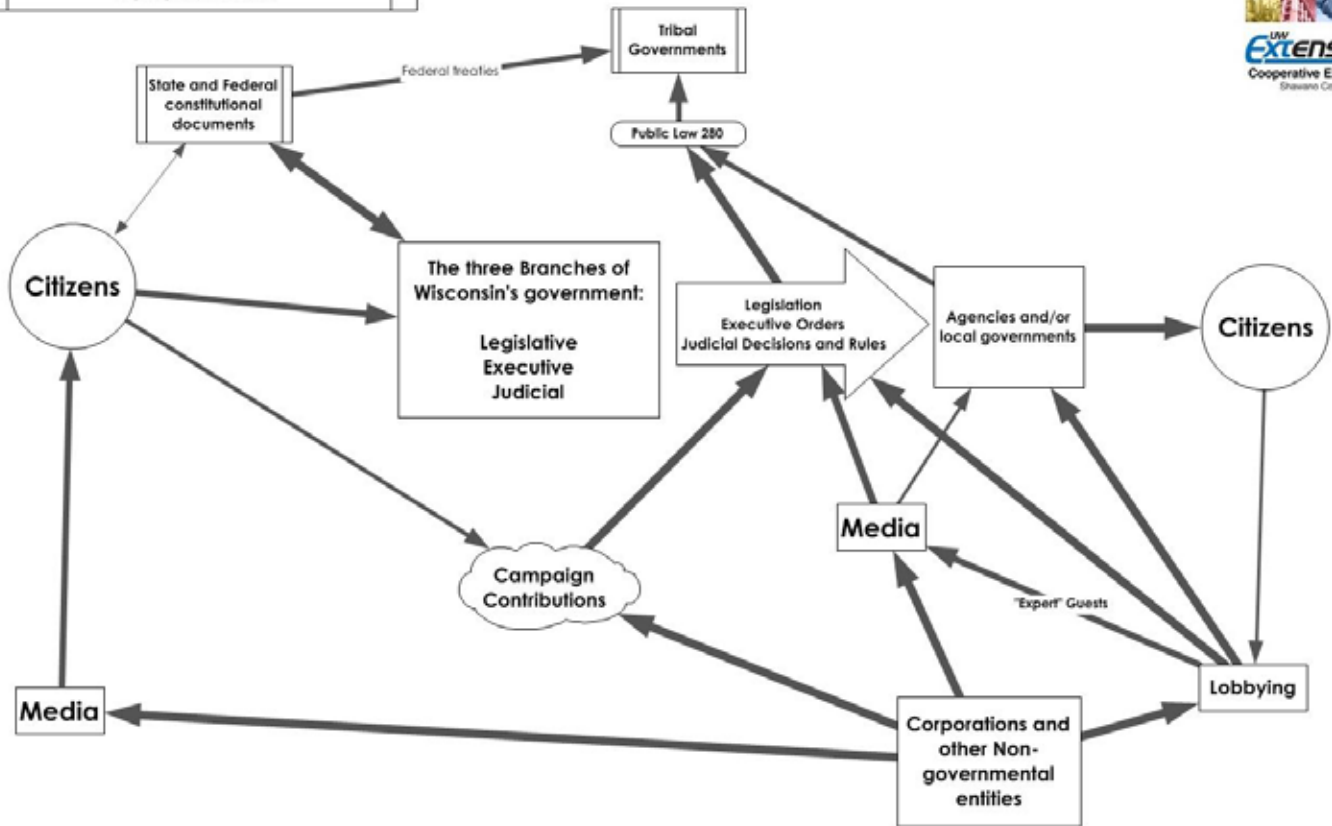 Tribal
Governments
UW
Federal treaties
State and Federal
constitutional
documents
Cooperative
Public Law 280
Citizens
The three Branches of
Wisconsin's government:
Legislative
Executive
Judicial
Legislation
Executive Orders
Judicial Decisions and Rules
Agencies and/or
local governments
Citizens
Media
Campaign
Contributions
"Expert" Guests
Lobbying
Media
Corporations and
other Non-
governmental
entities